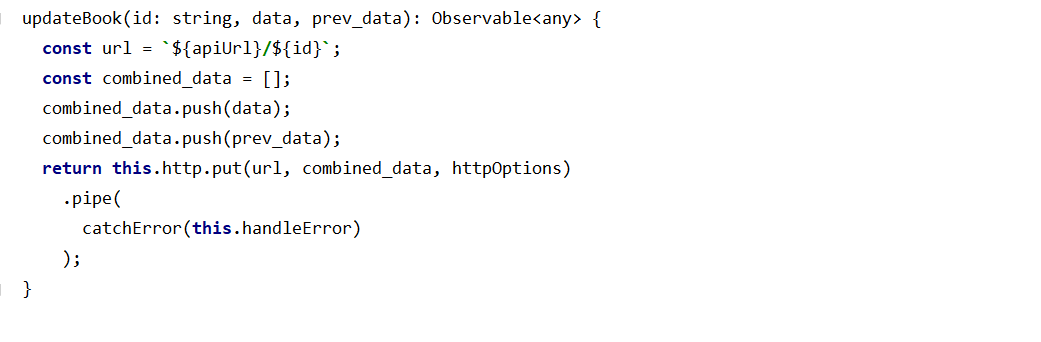 updateBook(id: string, data, prev_data): Observable<any> {
const url = `${apiUrl}/${id}`;
const combined_data = [];
combined_data.push(data);
combined_data.push(prev_data);
return this.http.put(url, combined_data, httpOptions)
.pipe(
catchError(this.handleError)
);
}